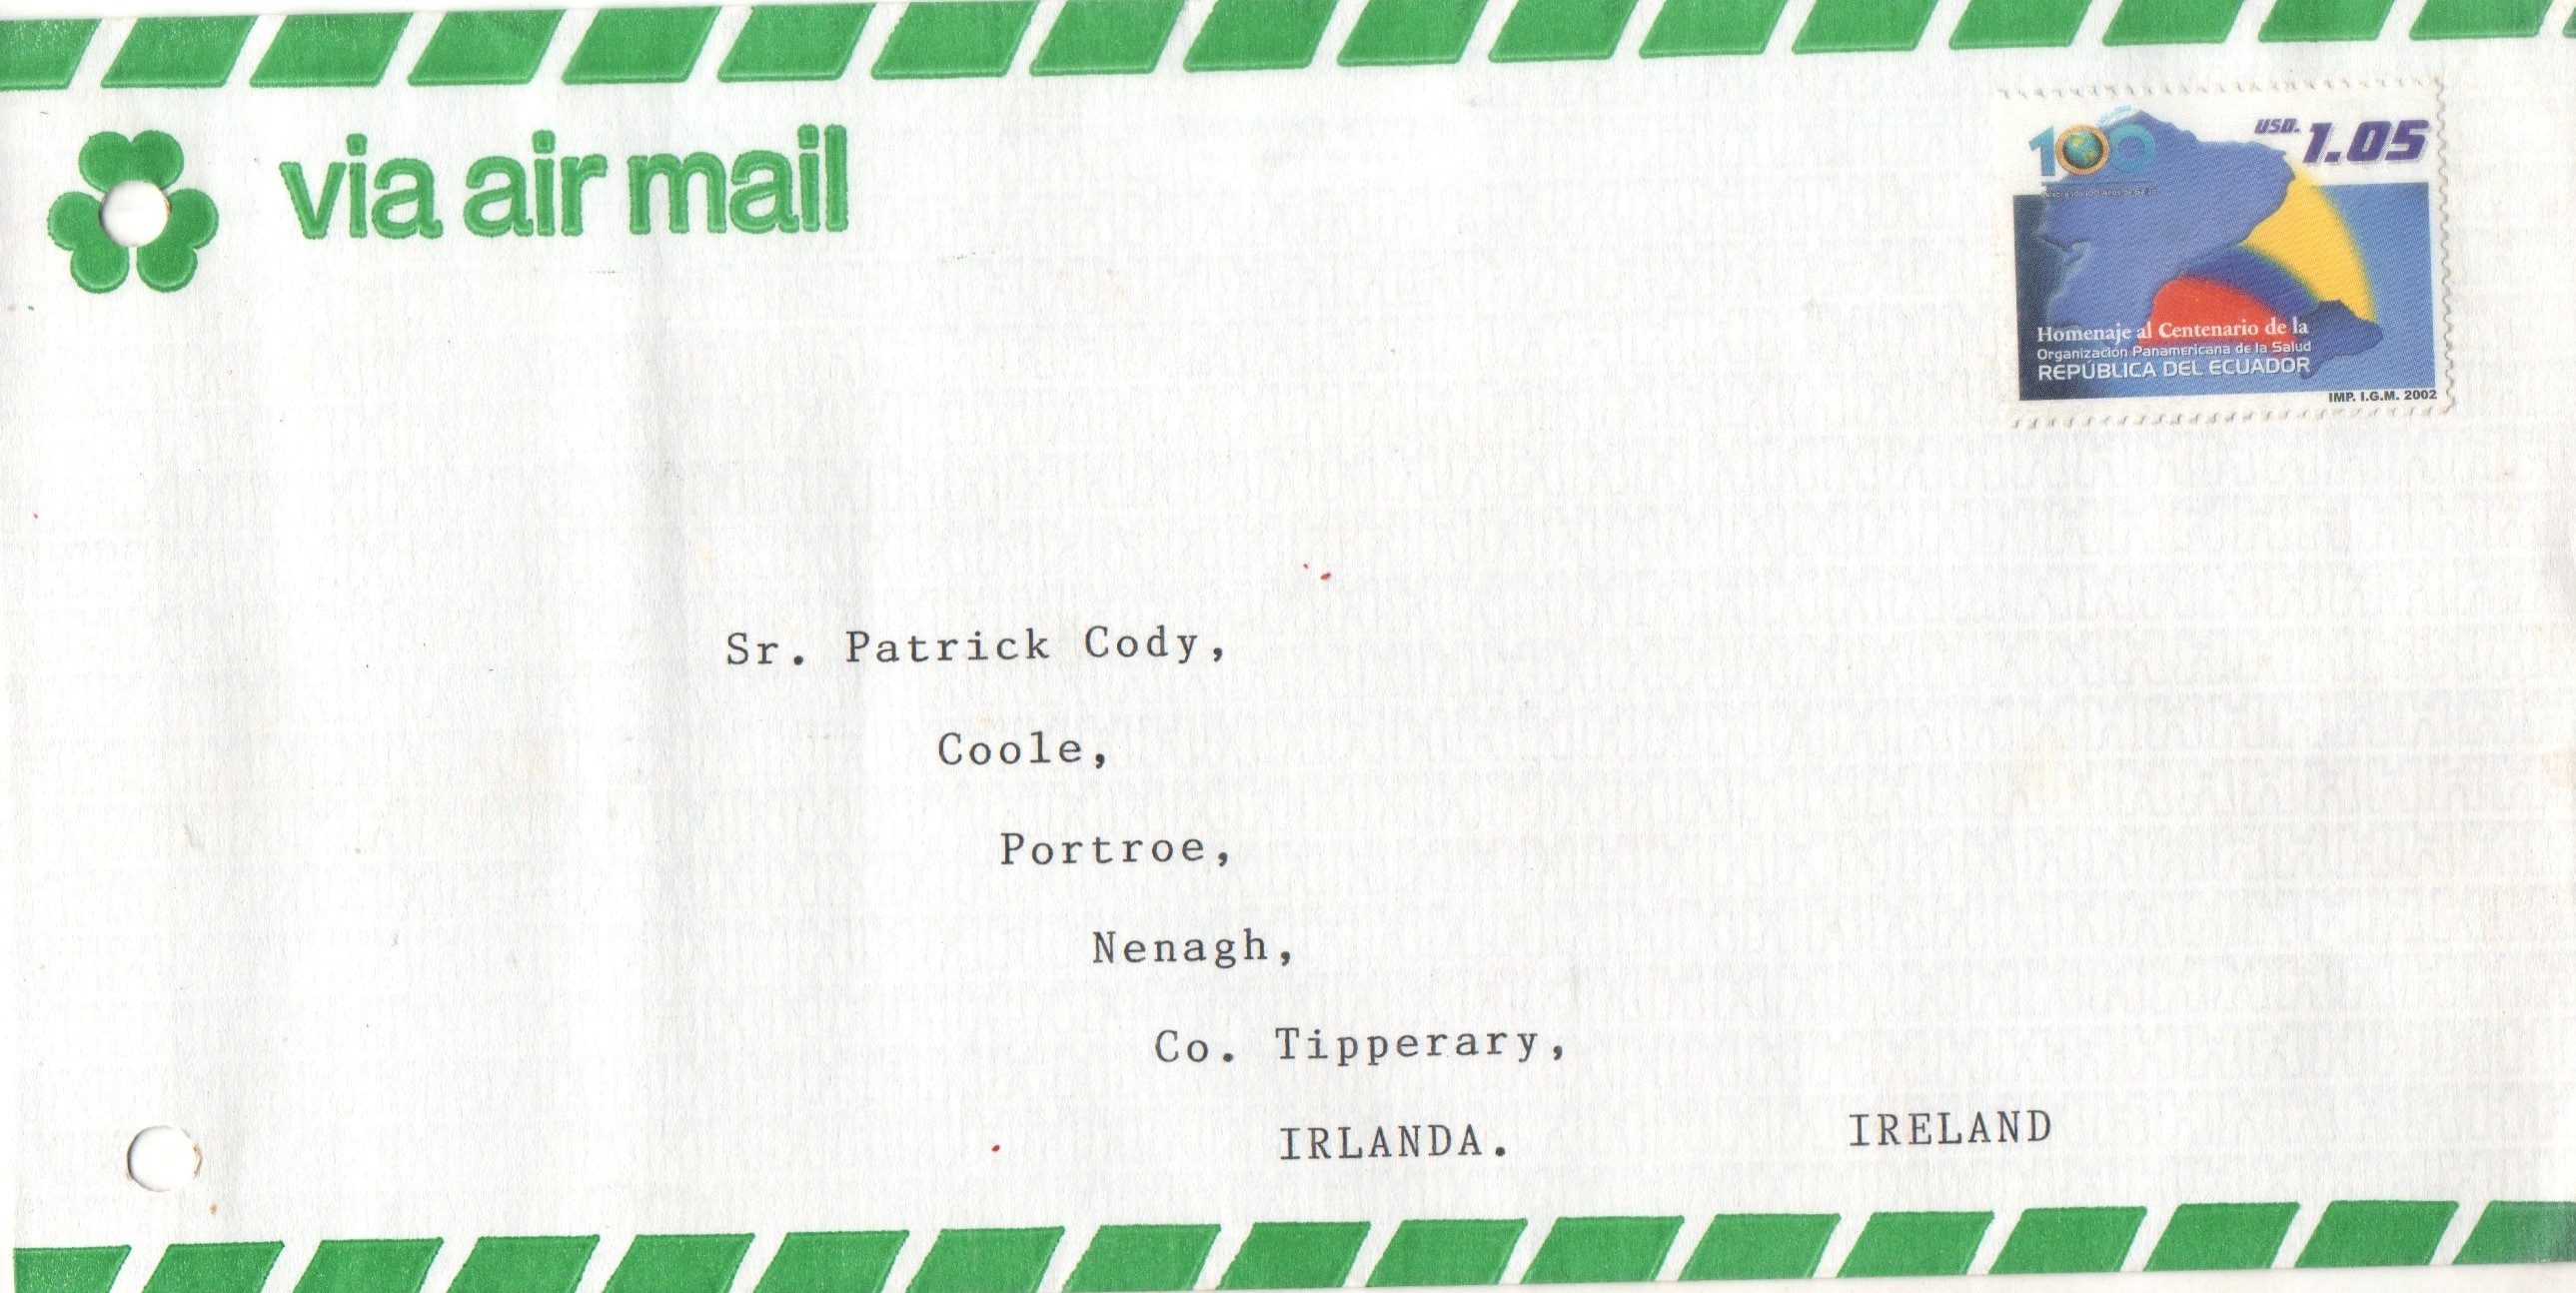 via air mail
100
USD. 1.05
Homenaje al Centenario de la
Organización Panamericana de la Salud
REPÚBLICA DEL ECUADOR
IMP. I.G.M. 2002
Sr. Patrick Cody,
Coole,
Portroe,
Nenagh,
Co. Tipperary,
IRLANDA. IRELAND